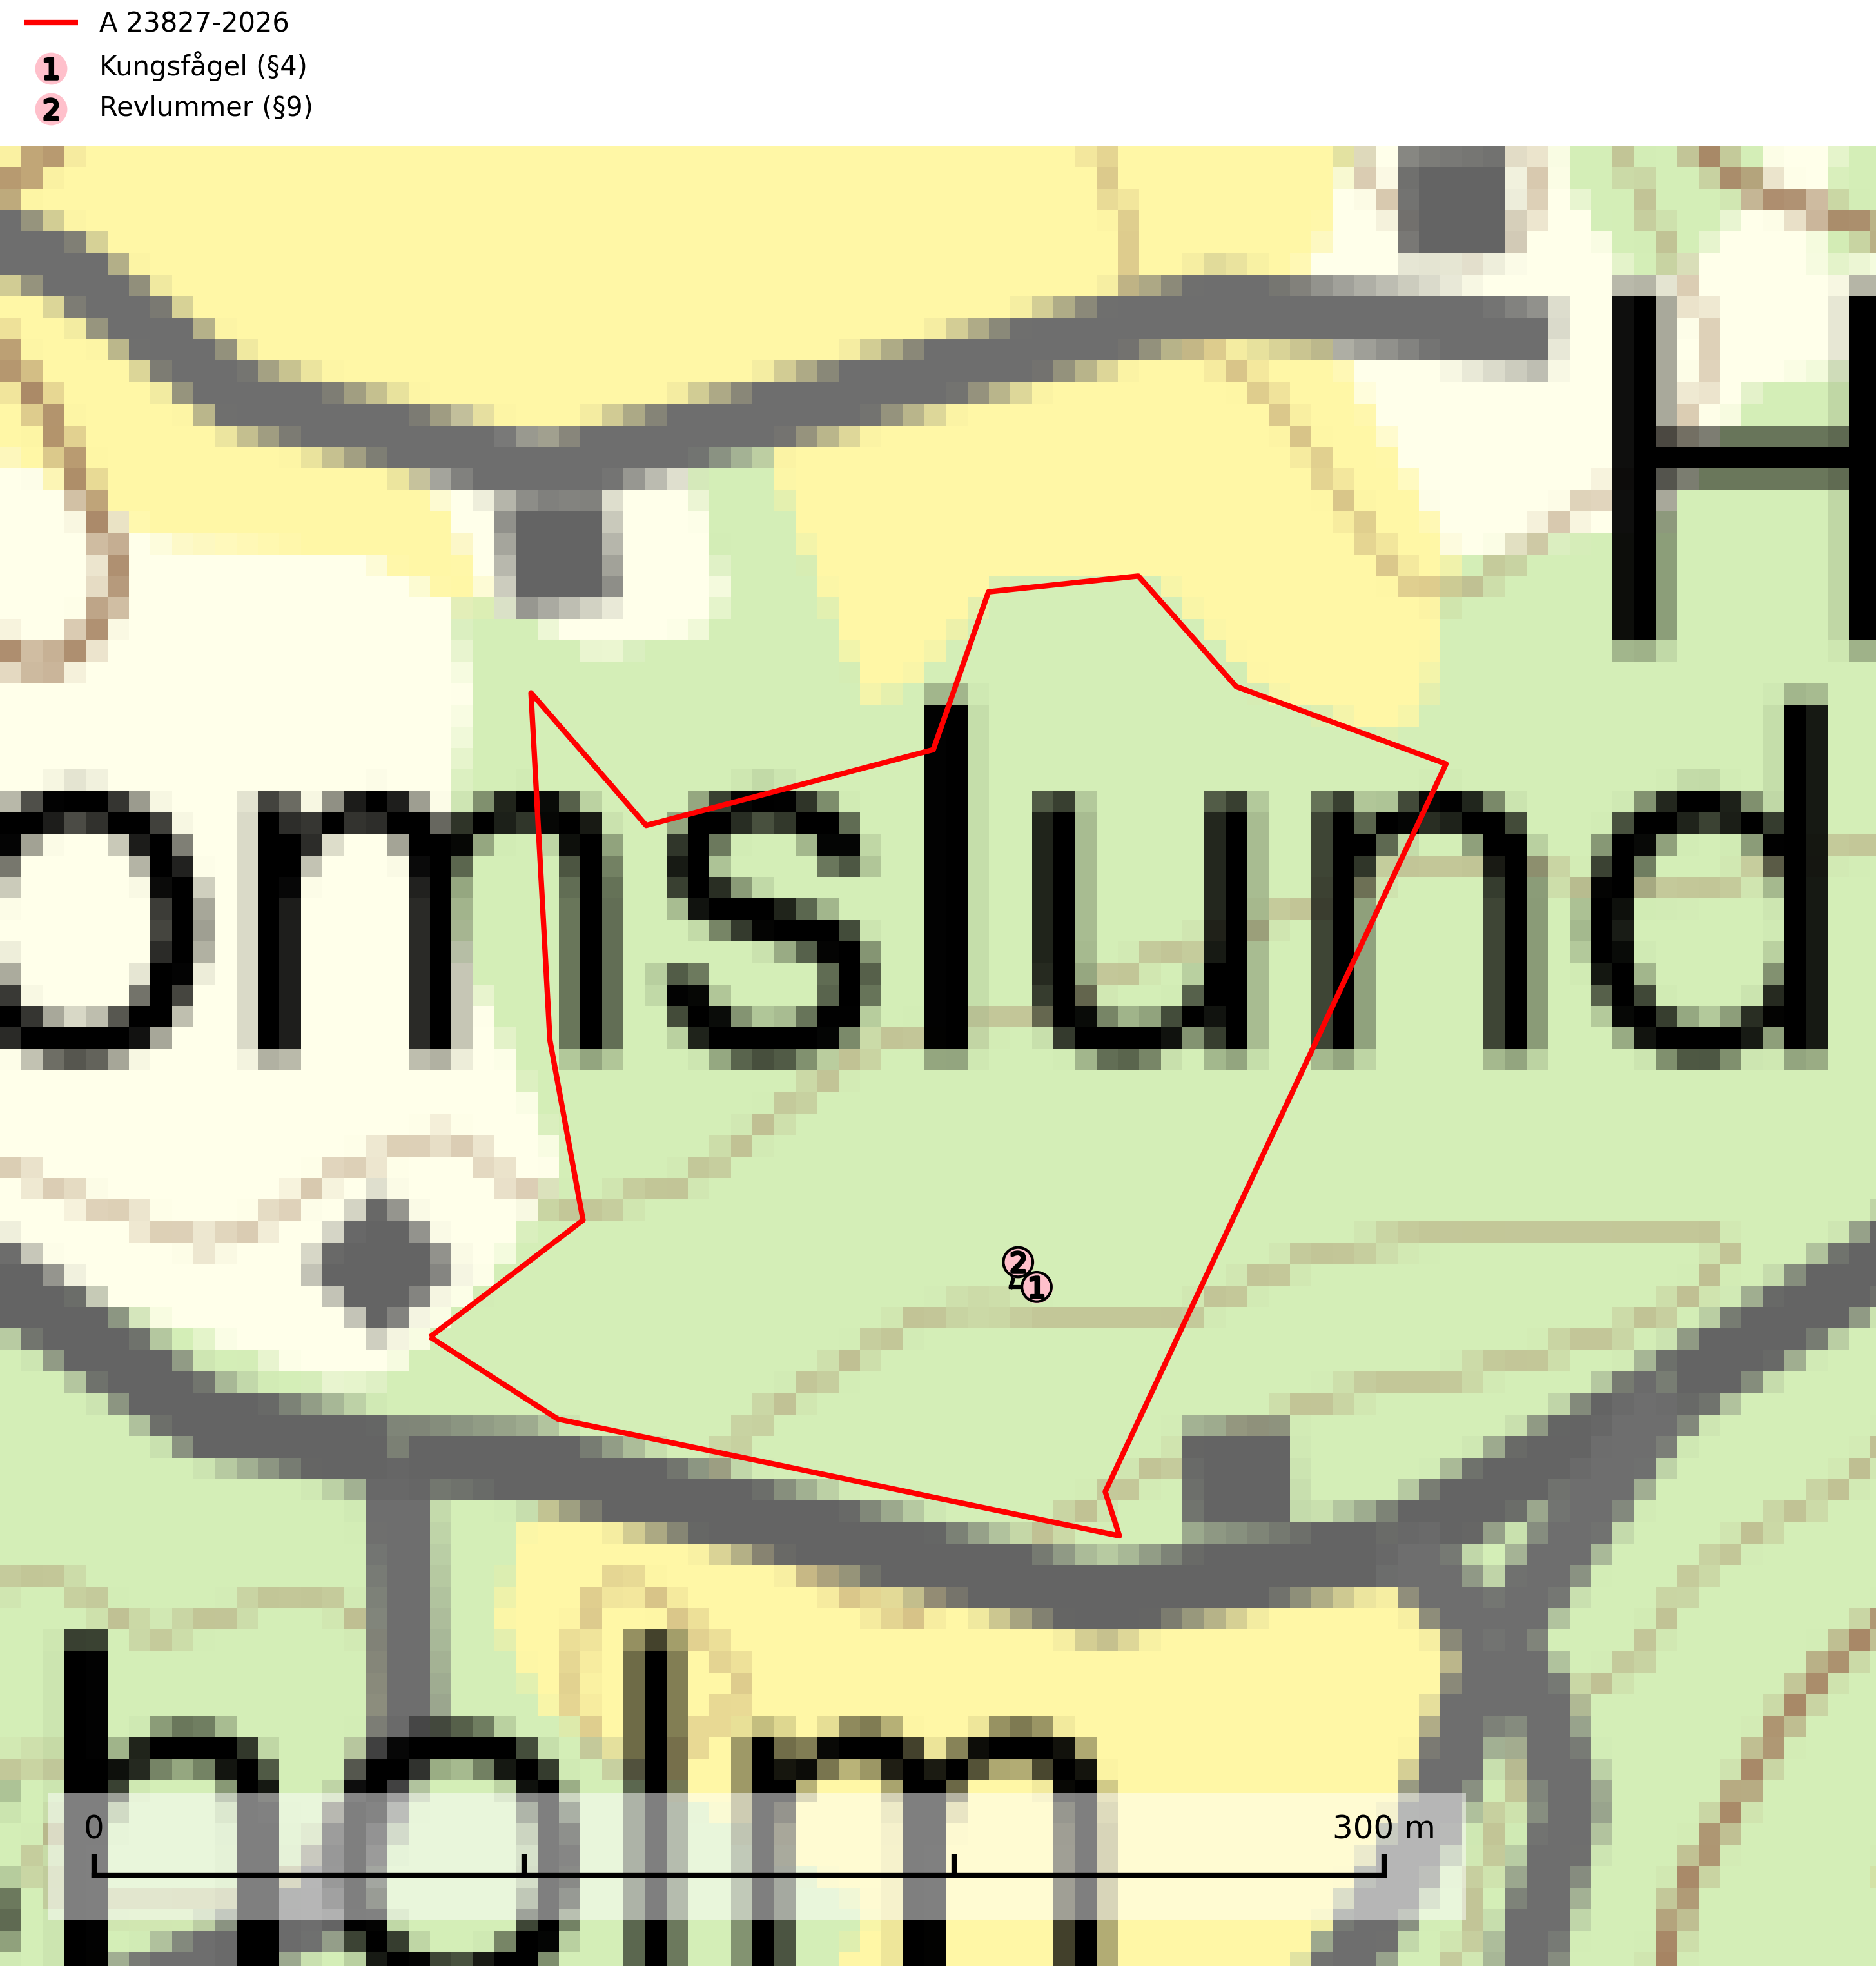 A 23827-2026
1 Kungsfågel (§4)
2 Revlummer (§9)
H
omslund
2
1
holm
0 300 m